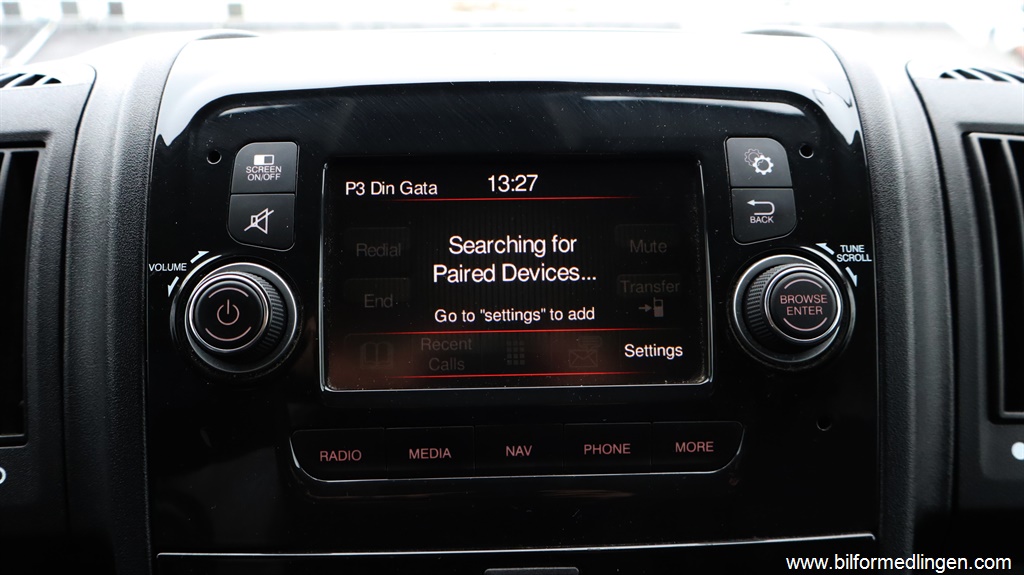 SCREEN
ON/OFF
P3 Din Gata
13:27
BACK
VOLUME
TUNE
SCROLL
Redial
Searching for
Paired Devices...
Mute
End
Transfer
Go to "settings" to add
BROWSE
ENTER
Recent
Calls
Settings
RADIO
MEDIA
NAV
PHONE
MORE
www.bilformedlingen.com